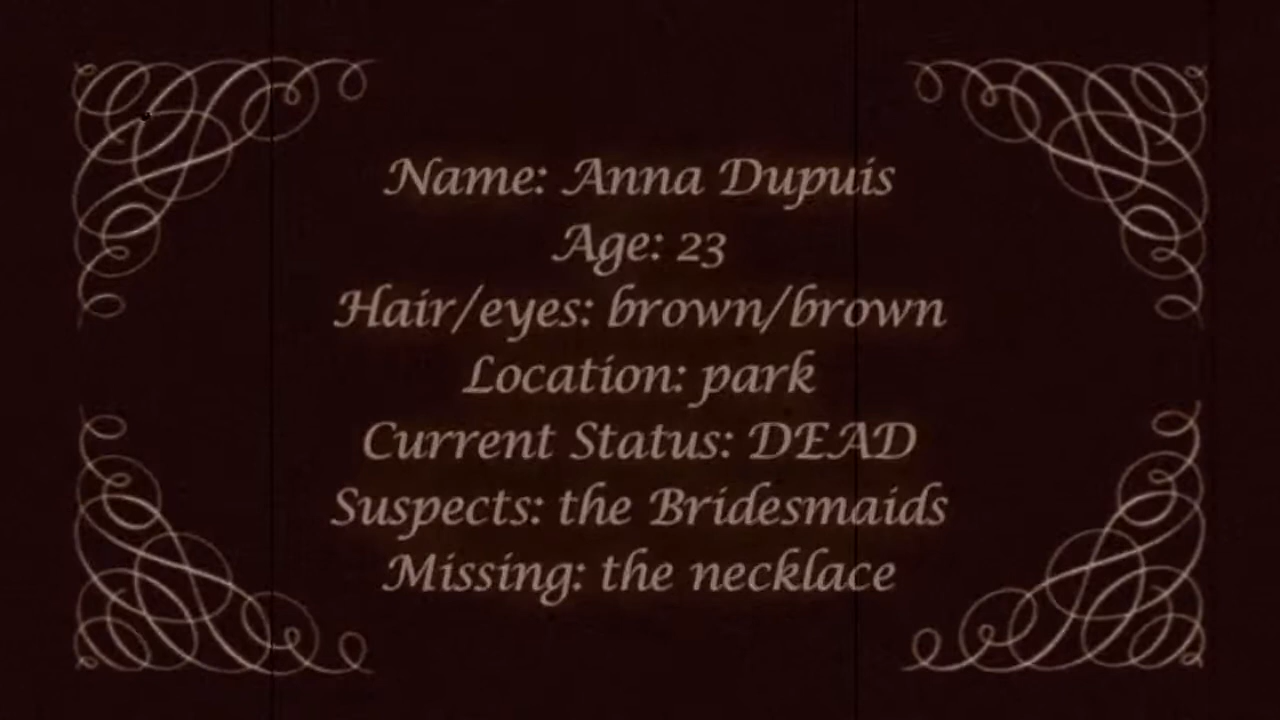 Name: Anna Dupuis
Age: 23
Hair/eyes: brown/brown
Location: park
Current Status: DEAD
Suspects: the Bridesmaids
Missing: the necklace